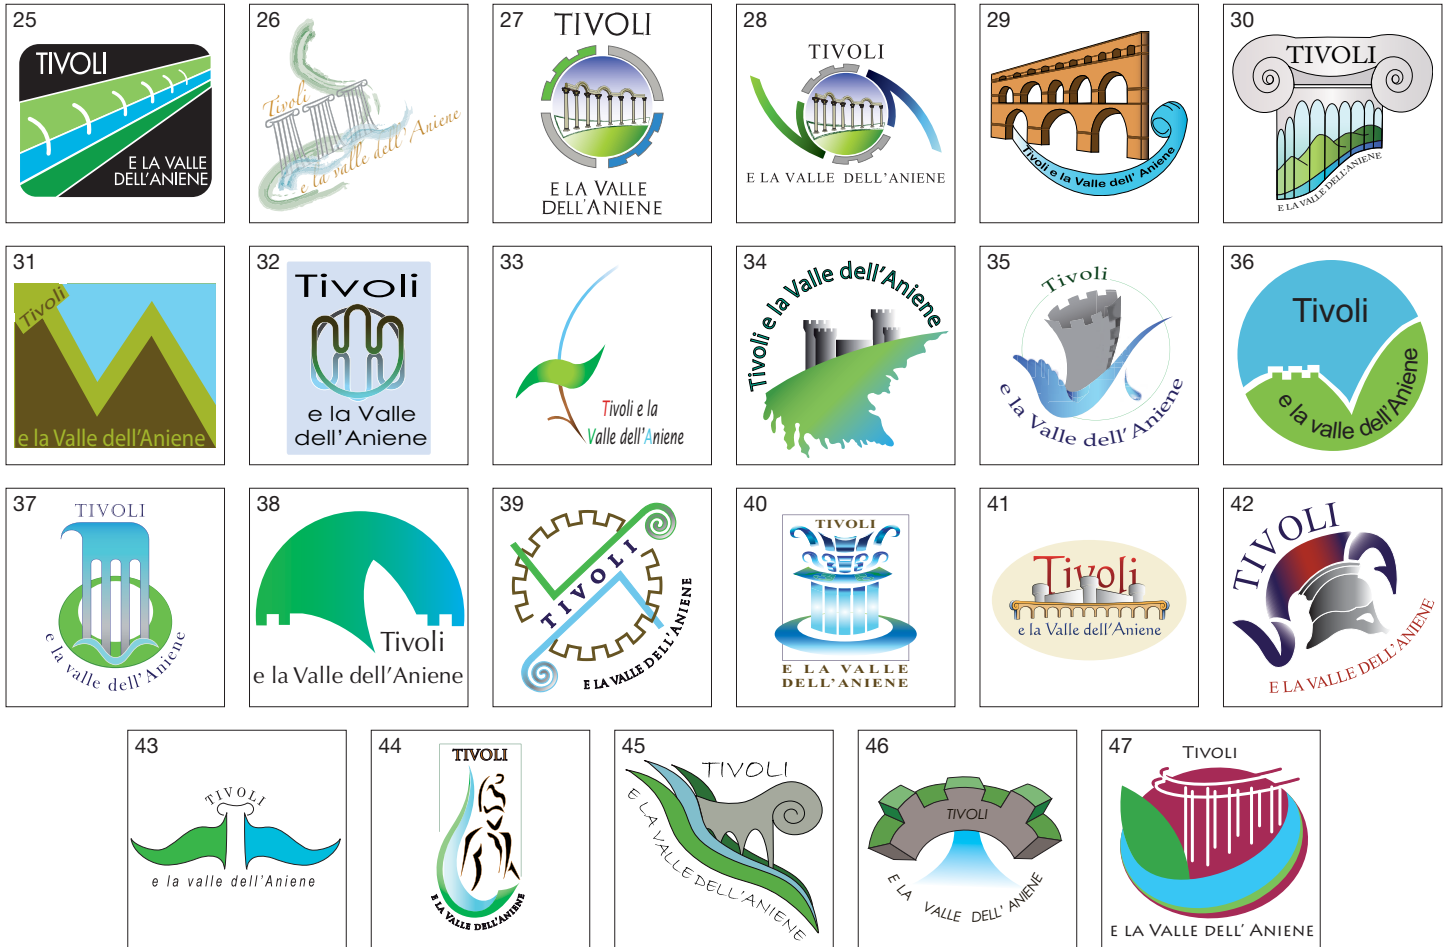 25
TIVOLI
E LA VALLE
DELL'ANIENE
26
Tivoli
e la valle dell'Aniene
27
TIVOLI
E LA VALLE
DELL'ANIENE
28
TIVOLI
E LA VALLE DELL'ANIENE
29
Tivoli e la Valle dell' Aniene
30
TIVOLI
E LA VALLE DELL'ANIENE
31
Tivoli
e la Valle dell'Aniene
32
Tivoli
e la Valle
dell'Aniene
33
Tivoli e la
Valle dell'Aniene
34
Tivoli e la Valle dell'Aniene
35
Tivoli
e la Valle dell'Aniene
36
Tivoli
e la valle dell'Aniene
37
TIVOLI
e la valle dell'Aniene
38
Tivoli
e la Valle dell'Aniene
39
TIVOLI
E LA VALLE DELL'ANIENE
40
TIVOLI
E LA VALLE
DELL'ANIENE
41
Tivoli
e la Valle dell'Aniene
42
TIVOLI
E LA VALLE DELL'ANIENE
43
TIVOLI
e la valle dell'Aniene
44
TIVOLI
E LA VALLE DELL'ANIENE
45
TIVOLI
E LA VALLE DELL'ANIENE
46
TIVOLI
E LA VALLE DELL' ANIENE
47
TIVOLI
E LA VALLE DELL' ANIENE